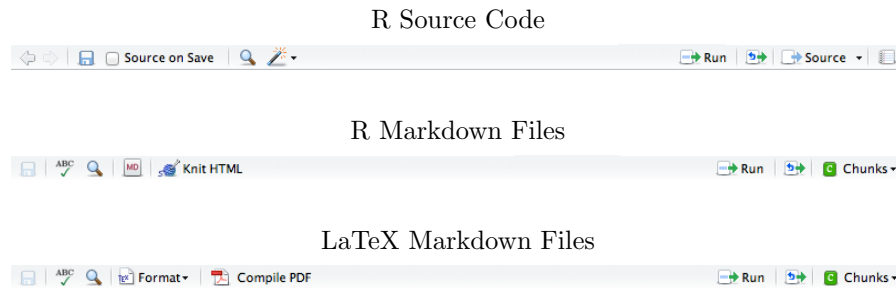 R Source Code
Source on Save Run Source
R Markdown Files
ABC MD Knit HTML Run C Chunks
LaTeX Markdown Files
ABC TEX Format Compile PDF Run C Chunks